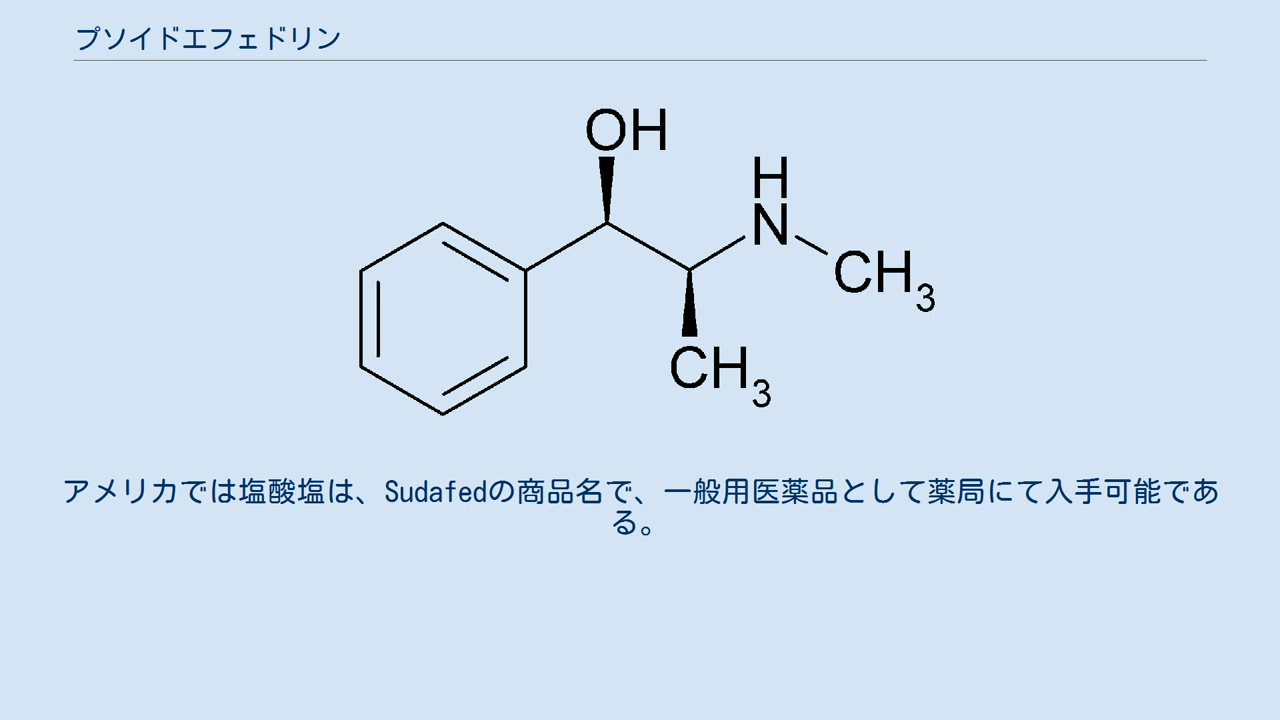 プソイドエフェドリン
OH
H
N
CH3
CH3
アメリカでは塩酸塩は、Sudafedの商品名で、一般用医薬品として薬局にて入手可能であ
る。